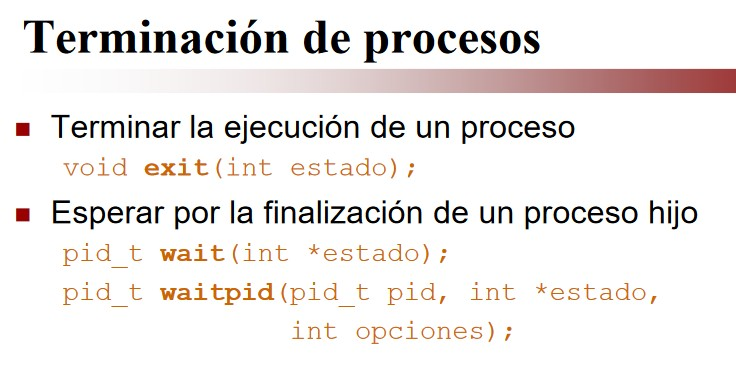 Terminación de procesos
Terminar la ejecución de un proceso
void exit(int estado);
Esperar por la finalización de un proceso hijo
pid_t wait(int *estado);
pid_t waitpid(pid_t pid, int *estado,
int opciones);